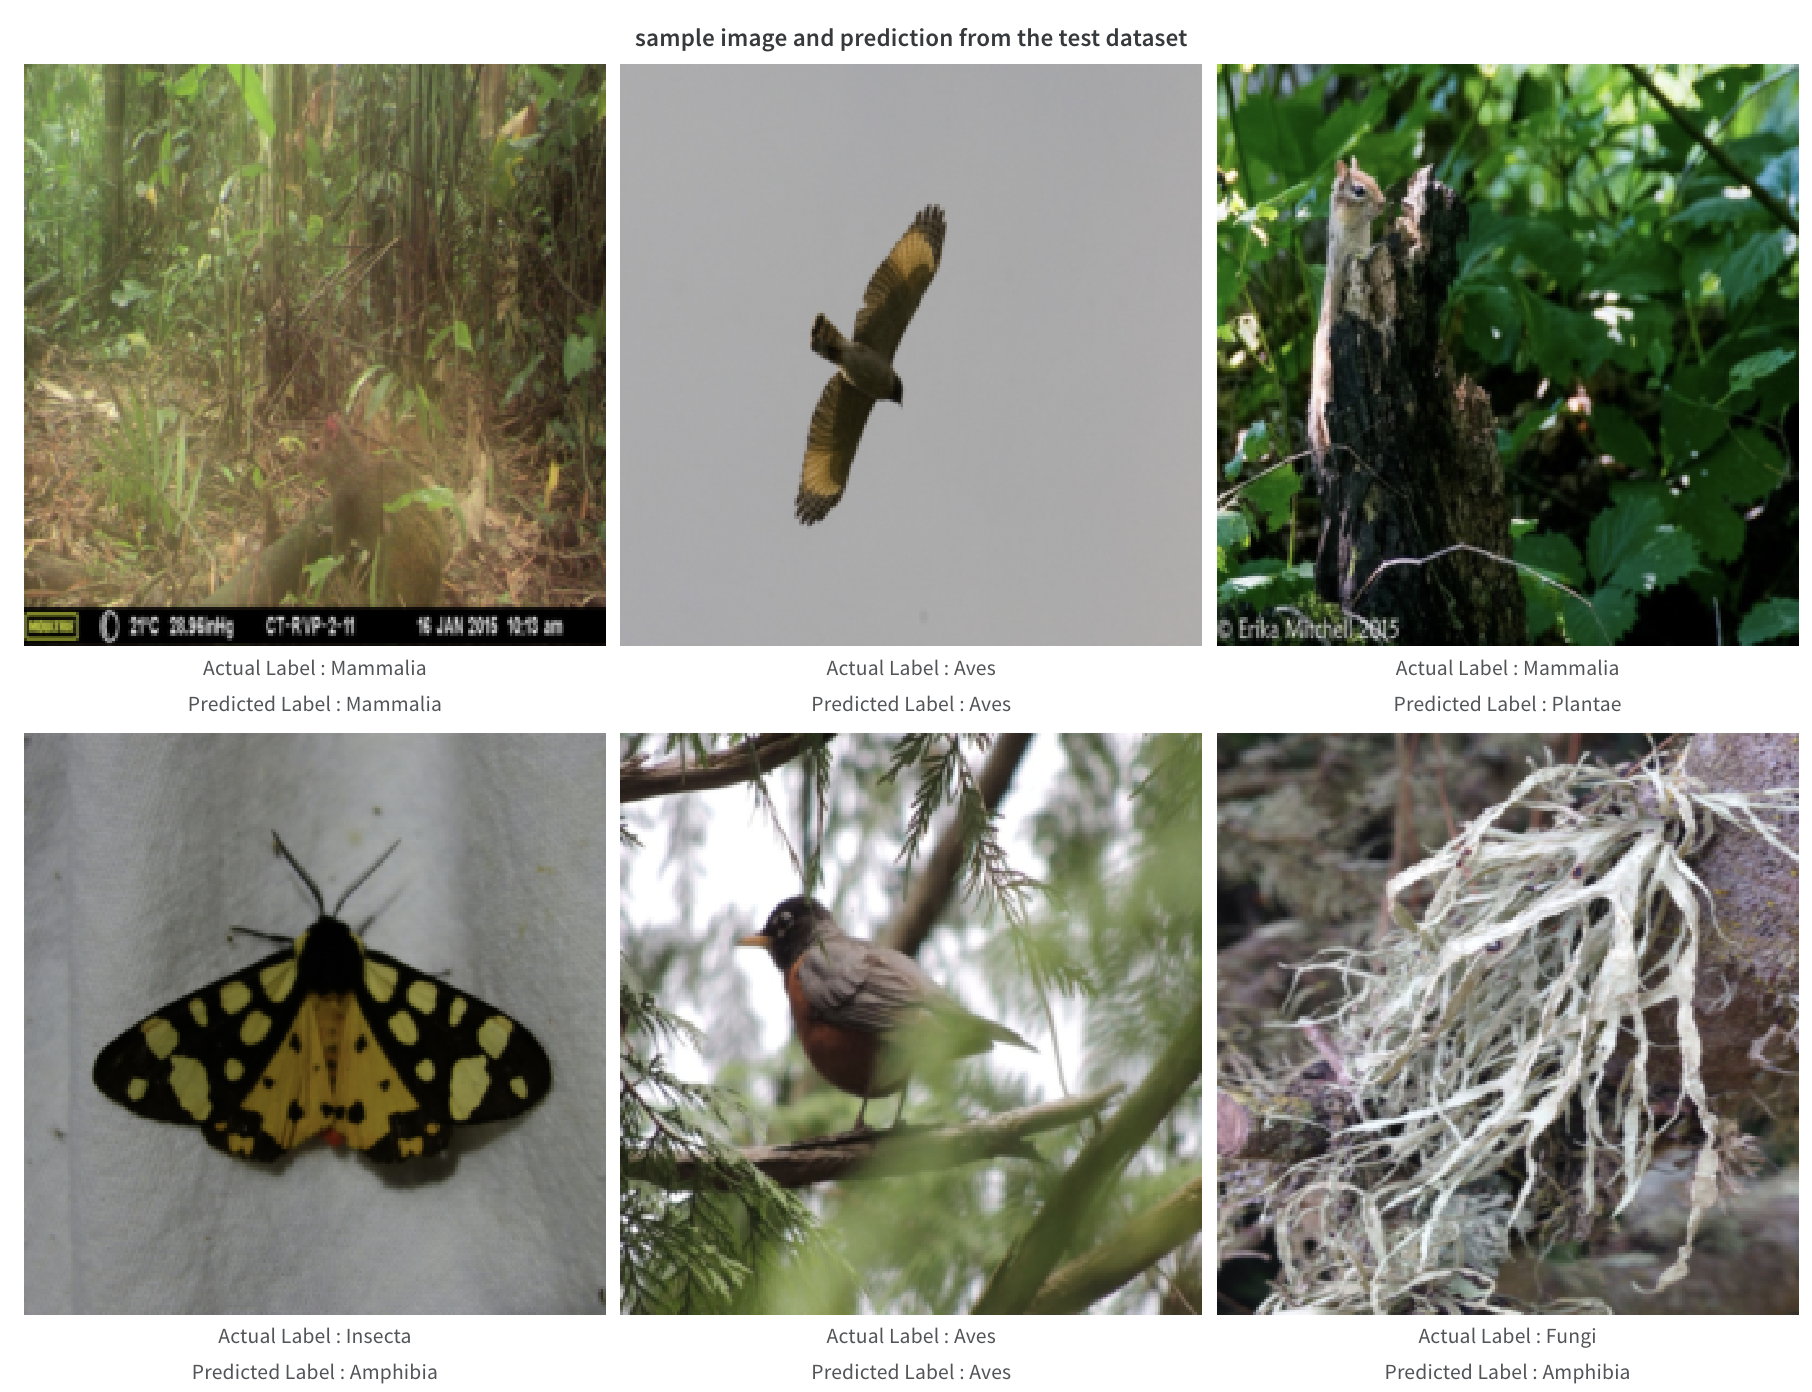 sample image and prediction from the test dataset
21°C 28.96inHg CT-RVP-2-11 16 JAN 2015 10:13 am
© Erika Mitchell 2015
Actual Label : Mammalia
Predicted Label : Mammalia
Actual Label : Aves
Predicted Label : Aves
Actual Label : Mammalia
Predicted Label : Plantae
Actual Label : Insecta
Predicted Label : Amphibia
Actual Label : Aves
Predicted Label : Aves
Actual Label : Fungi
Predicted Label : Amphibia